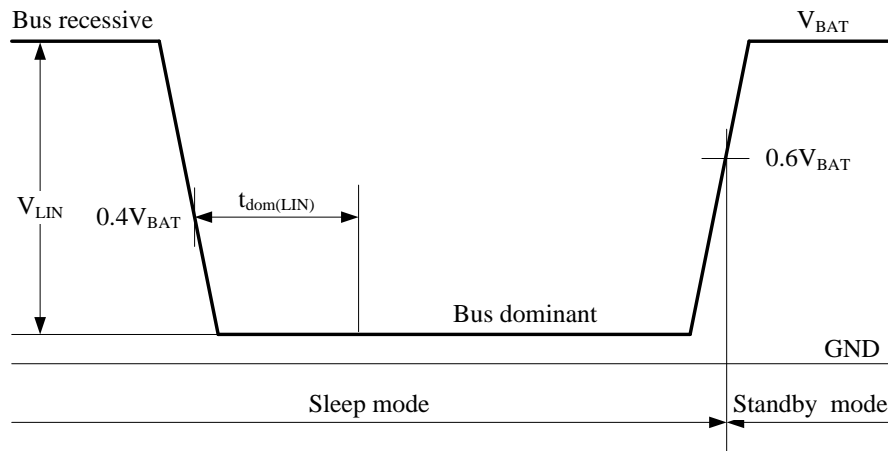 Bus recessive
V_BAT
0.6V_BAT
t_dom(LIN)
V_LIN
0.4V_BAT
Bus dominant
GND
Sleep mode
Standby mode